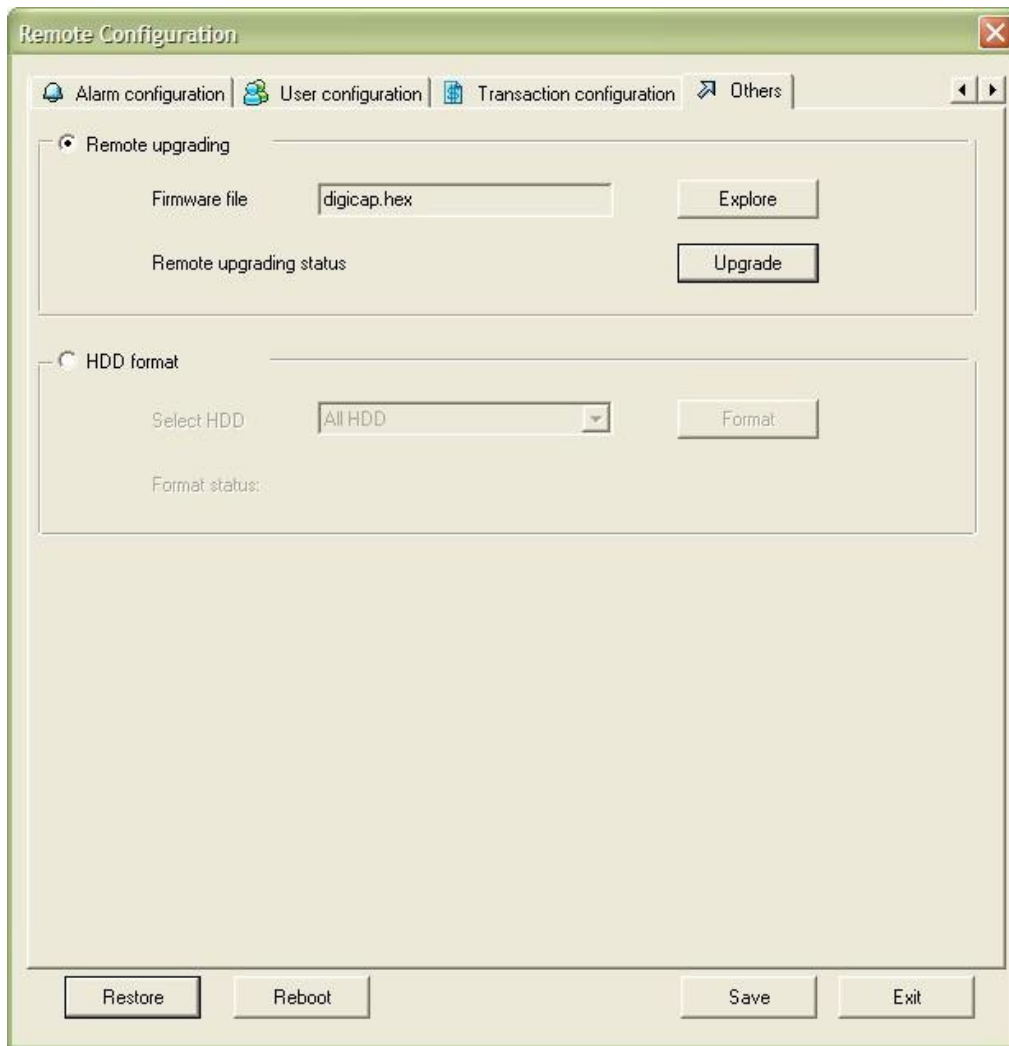 Remote Configuration
Alarm configuration User configuration Transaction configuration Others
Remote upgrading
Firmware file digicap.hex Explore
Remote upgrading status Upgrade
HDD format
Select HDD All HDD Format
Format status:
Restore Reboot Save Exit